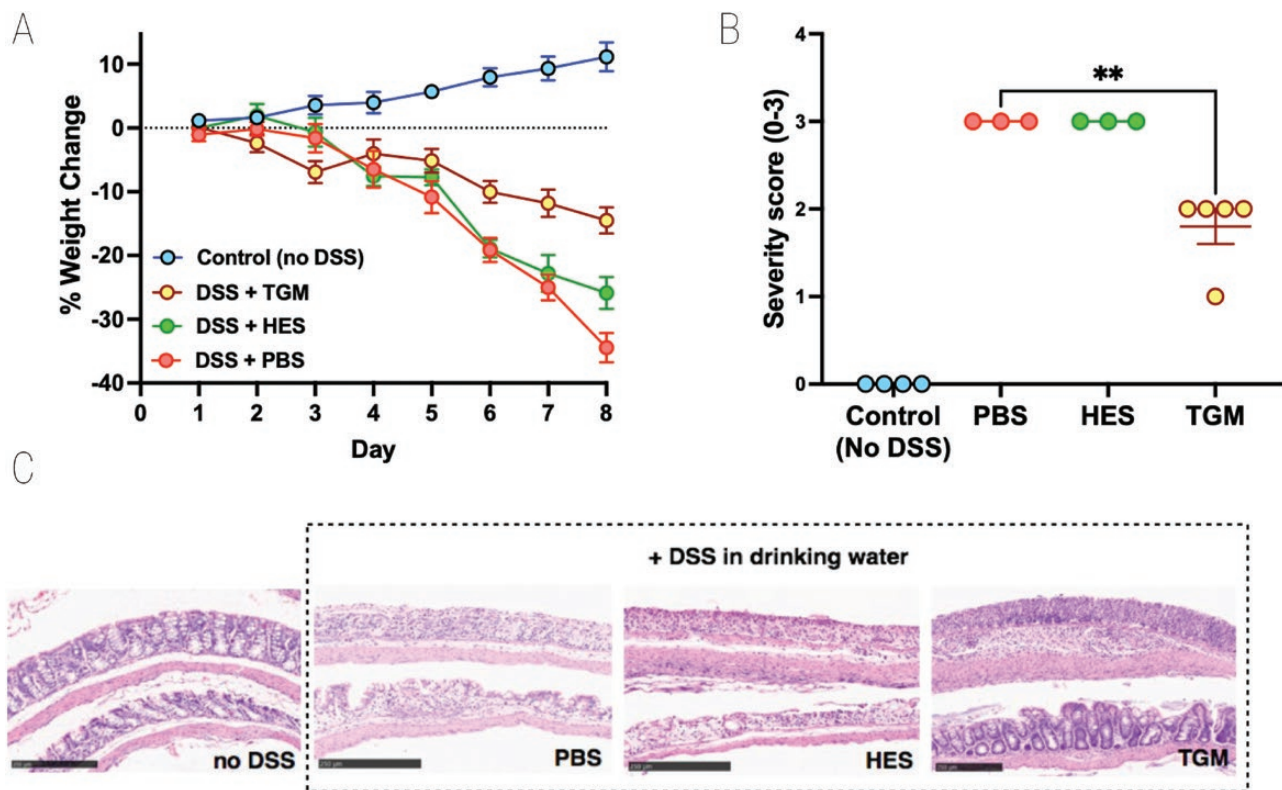 A
% Weight Change
10
0
-10
-20
-30
-40
Control (no DSS)
DSS + TGM
DSS + HES
DSS + PBS
0 1 2 3 4 5 6 7 8
Day
B
Severity score (0-3)
4
3
2
1
0
**
Control PBS HES TGM
(No DSS)
C
+ DSS in drinking water
no DSS
PBS
HES
TGM
250 μm